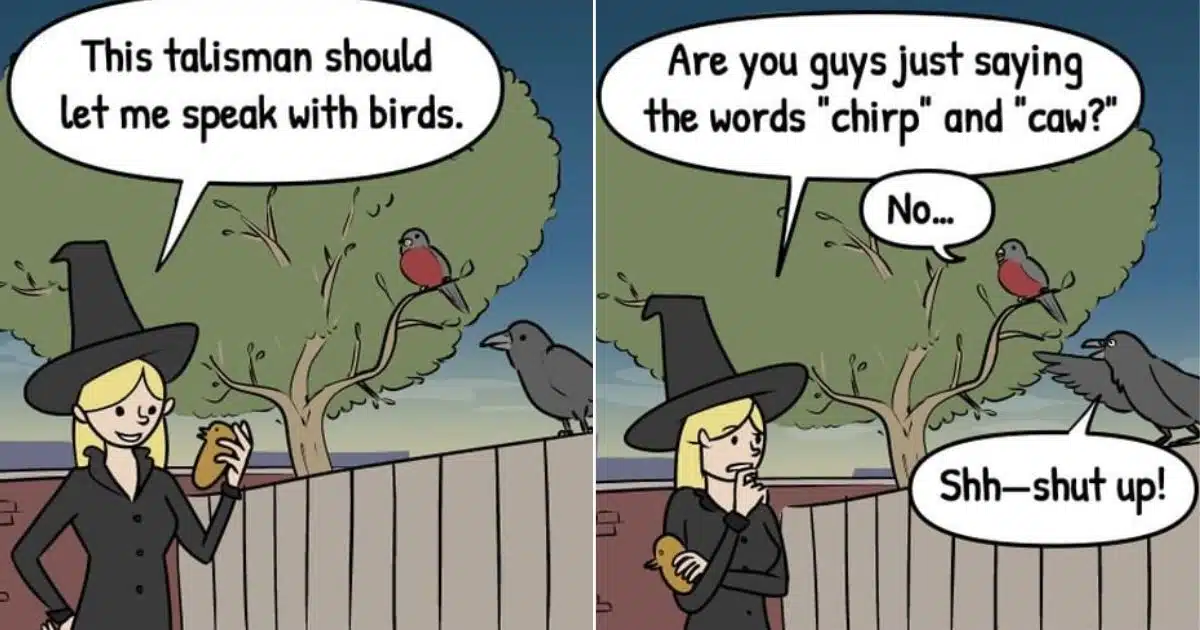 This talisman should
let me speak with birds.
Are you guys just saying
the words "chirp" and "caw?"
No...
Shh—shut up!